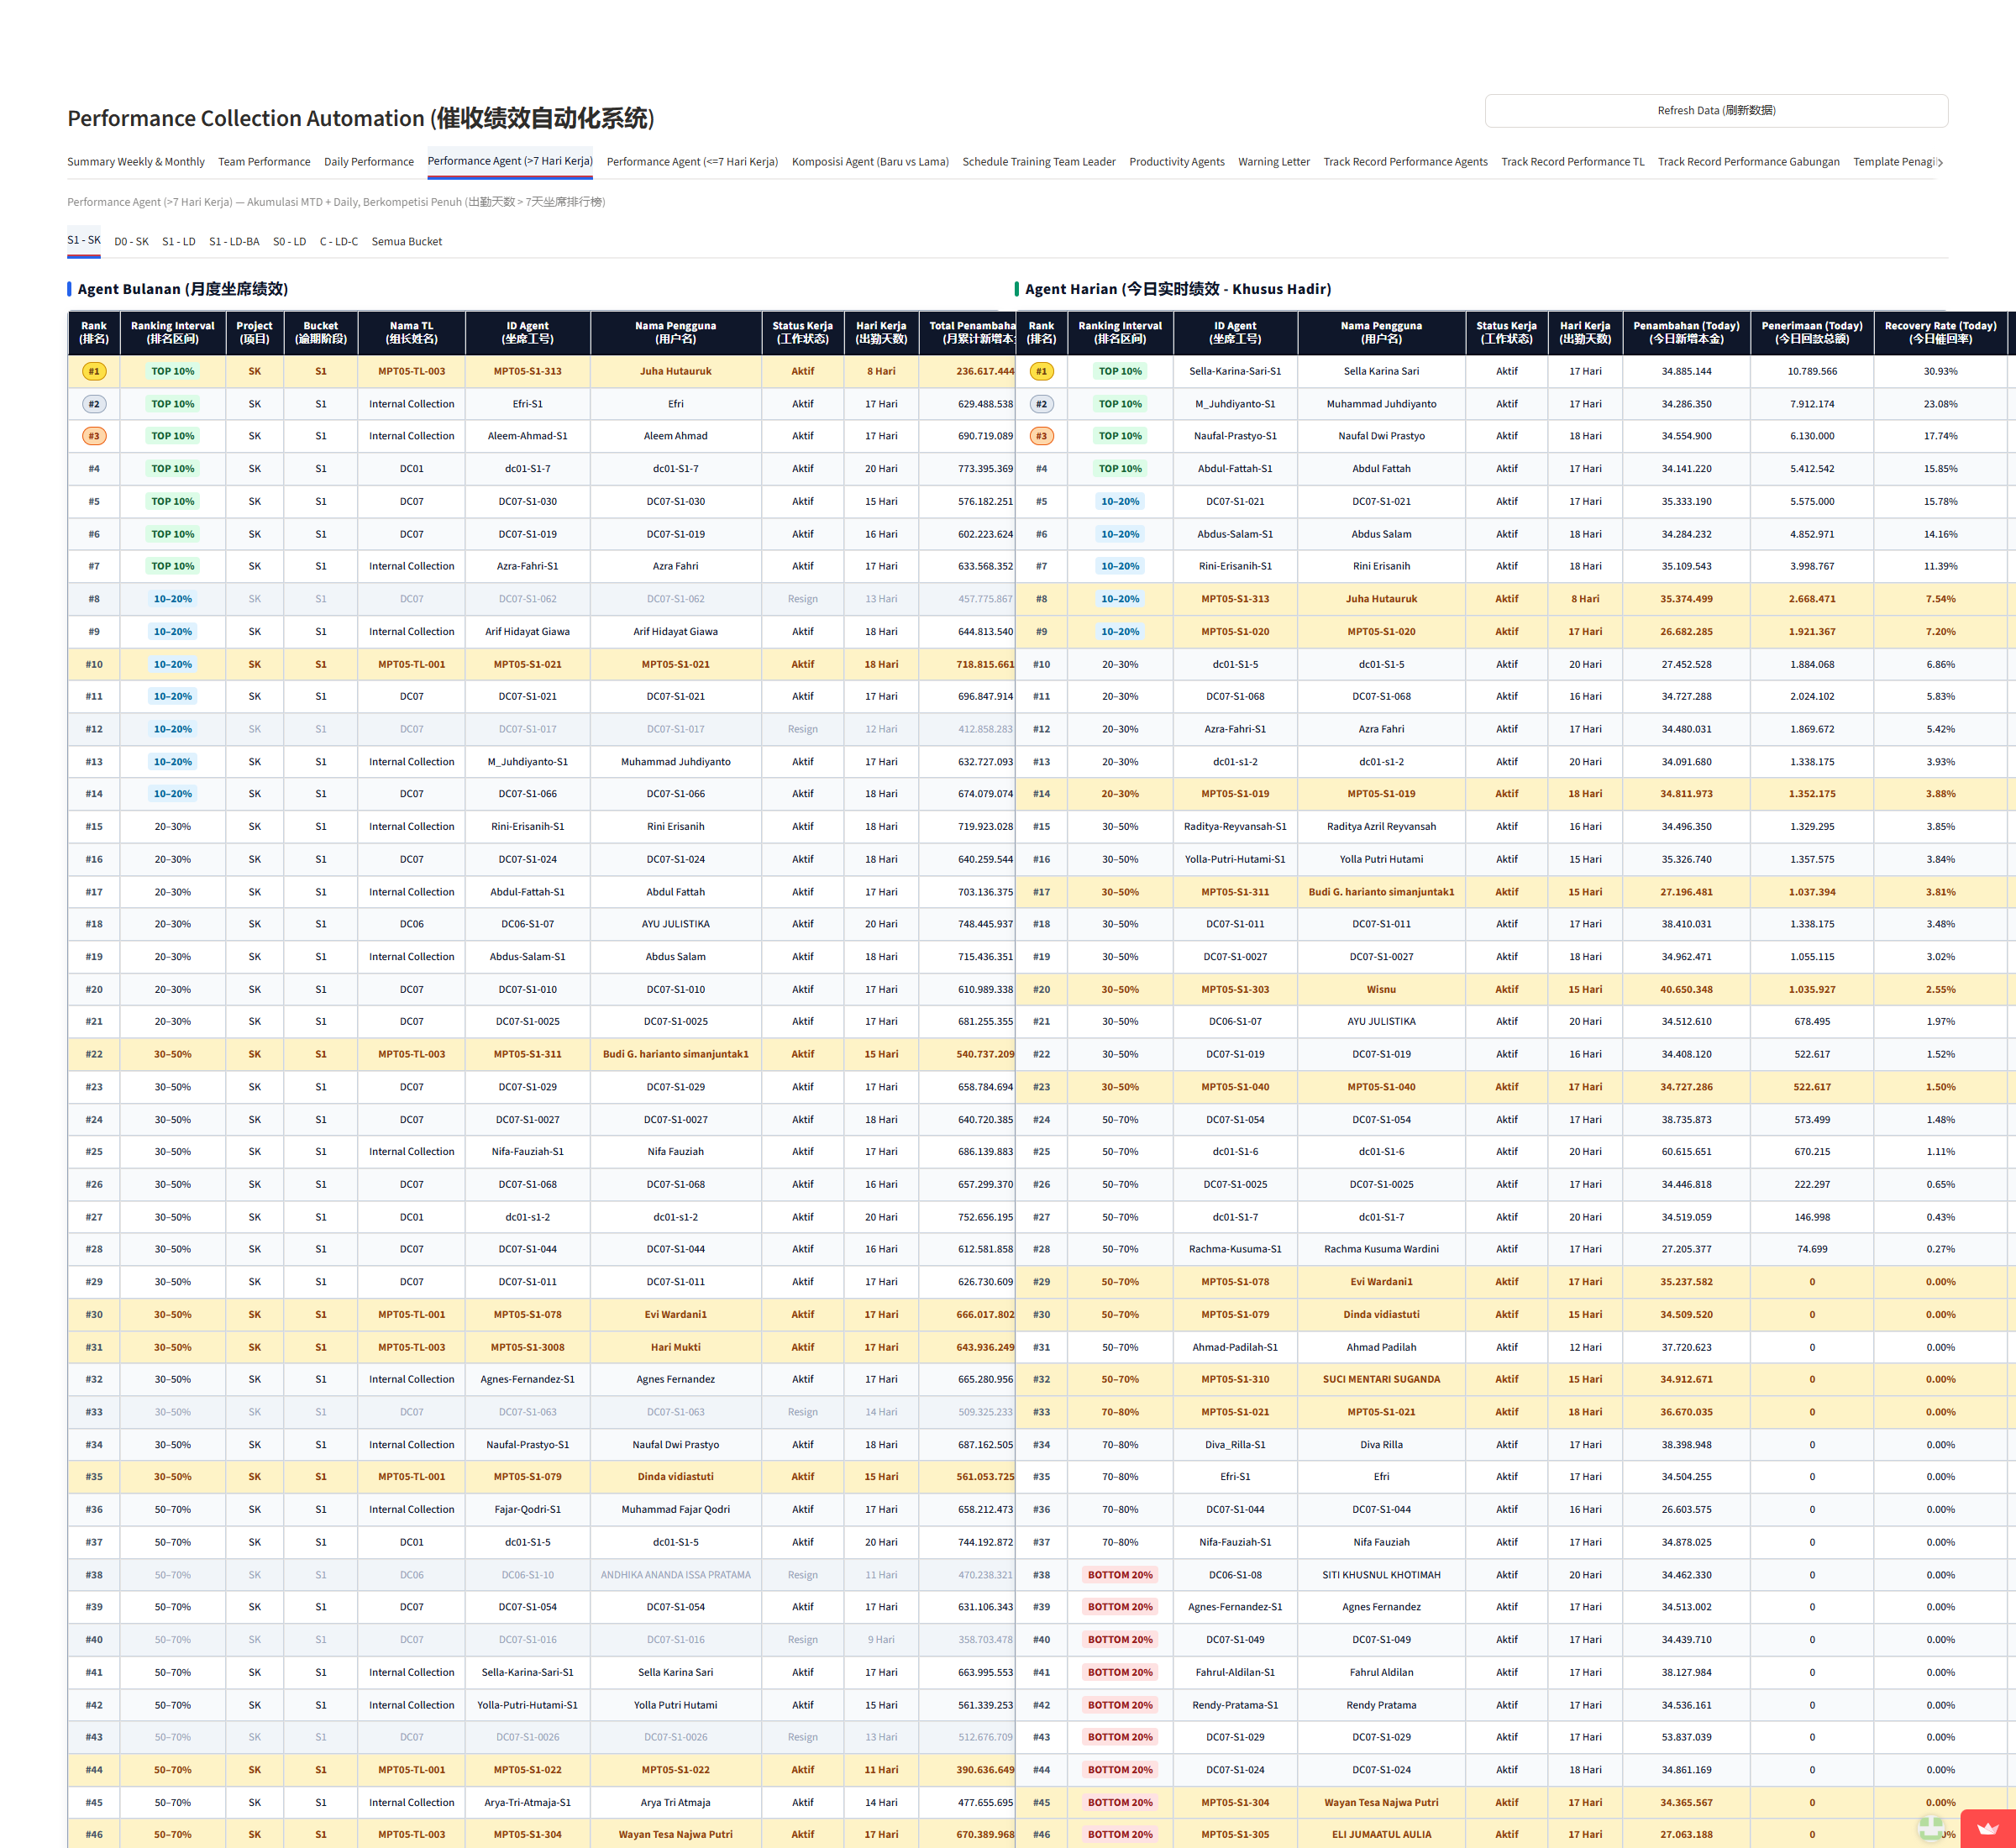 Performance Collection Automation (催收绩效自动化系统)
Refresh Data (刷新数据)
Summary Weekly & Monthly Team Performance Daily Performance Performance Agent (>7 Hari Kerja) Performance Agent (<=7 Hari Kerja) Komposisi Agent (Baru vs Lama) Schedule Training Team Leader Productivity Agents Warning Letter Track Record Performance Agents Track Record Performance TL Track Record Performance Gabungan Template Penagi
Performance Agent (>7 Hari Kerja) — Akumulasi MTD + Daily, Berkompetisi Penuh (出勤天数 > 7天坐席排行榜)
S1 - SK D0 - SK S1 - LD S1 - LD-BA S0 - LD C - LD-C Semua Bucket
Agent Bulanan (月度坐席绩效)
Rank Ranking Interval Project Bucket Nama TL ID Agent Nama Pengguna Status Kerja Hari Kerja Total Penambaha
(排名) (排名区间) (项目) (逾期阶段) (组长姓名) (坐席工号) (用户名) (工作状态) (出勤天数) (月累计新增本
#1 TOP 10% SK S1 MPT05-TL-003 MPT05-S1-313 Juha Hutauruk Aktif 8 Hari 236.617.444
#2 TOP 10% SK S1 Internal Collection Efri-S1 Efri Aktif 17 Hari 629.488.538
#3 TOP 10% SK S1 Internal Collection Aleem-Ahmad-S1 Aleem Ahmad Aktif 17 Hari 690.719.089
#4 TOP 10% SK S1 DC01 dc01-S1-7 dc01-S1-7 Aktif 20 Hari 773.395.369
#5 TOP 10% SK S1 DC07 DC07-S1-030 DC07-S1-030 Aktif 15 Hari 576.182.251
#6 TOP 10% SK S1 DC07 DC07-S1-019 DC07-S1-019 Aktif 16 Hari 602.223.624
#7 TOP 10% SK S1 Internal Collection Azra-Fahri-S1 Azra Fahri Aktif 17 Hari 633.568.352
#8 10–20% SK S1 DC07 DC07-S1-062 DC07-S1-062 Resign 13 Hari 457.775.867
#9 10–20% SK S1 Internal Collection Arif Hidayat Giawa Arif Hidayat Giawa Aktif 18 Hari 644.813.540
#10 10–20% SK S1 MPT05-TL-001 MPT05-S1-021 MPT05-S1-021 Aktif 18 Hari 718.815.661
#11 10–20% SK S1 DC07 DC07-S1-021 DC07-S1-021 Aktif 17 Hari 696.847.914
#12 10–20% SK S1 DC07 DC07-S1-017 DC07-S1-017 Resign 12 Hari 412.858.283
#13 10–20% SK S1 Internal Collection M_Juhdiyanto-S1 Muhammad Juhdiyanto Aktif 17 Hari 632.727.093
#14 10–20% SK S1 DC07 DC07-S1-066 DC07-S1-066 Aktif 18 Hari 674.079.074
#15 20–30% SK S1 Internal Collection Rini-Erisanih-S1 Rini Erisanih Aktif 18 Hari 719.923.028
#16 20–30% SK S1 DC07 DC07-S1-024 DC07-S1-024 Aktif 18 Hari 640.259.544
#17 20–30% SK S1 Internal Collection Abdul-Fattah-S1 Abdul Fattah Aktif 17 Hari 703.136.375
#18 20–30% SK S1 DC06 DC06-S1-07 AYU JULISTIKA Aktif 20 Hari 748.445.937
#19 20–30% SK S1 Internal Collection Abdus-Salam-S1 Abdus Salam Aktif 18 Hari 715.436.351
#20 20–30% SK S1 DC07 DC07-S1-010 DC07-S1-010 Aktif 17 Hari 610.989.338
#21 20–30% SK S1 DC07 DC07-S1-0025 DC07-S1-0025 Aktif 17 Hari 681.255.355
#22 30–50% SK S1 MPT05-TL-003 MPT05-S1-311 Budi G. harianto simanjuntak1 Aktif 15 Hari 540.737.209
#23 30–50% SK S1 DC07 DC07-S1-029 DC07-S1-029 Aktif 17 Hari 658.784.694
#24 30–50% SK S1 DC07 DC07-S1-0027 DC07-S1-0027 Aktif 18 Hari 640.720.385
#25 30–50% SK S1 Internal Collection Nifa-Fauziah-S1 Nifa Fauziah Aktif 17 Hari 686.139.883
#26 30–50% SK S1 DC07 DC07-S1-068 DC07-S1-068 Aktif 16 Hari 657.299.370
#27 30–50% SK S1 DC01 dc01-s1-2 dc01-s1-2 Aktif 20 Hari 752.656.195
#28 30–50% SK S1 DC07 DC07-S1-044 DC07-S1-044 Aktif 16 Hari 612.581.858
#29 30–50% SK S1 DC07 DC07-S1-011 DC07-S1-011 Aktif 17 Hari 626.730.609
#30 30–50% SK S1 MPT05-TL-001 MPT05-S1-078 Evi Wardani1 Aktif 17 Hari 666.017.802
#31 30–50% SK S1 MPT05-TL-003 MPT05-S1-3008 Hari Mukti Aktif 17 Hari 643.936.249
#32 30–50% SK S1 Internal Collection Agnes-Fernandez-S1 Agnes Fernandez Aktif 17 Hari 665.280.956
#33 30–50% SK S1 DC07 DC07-S1-063 DC07-S1-063 Resign 14 Hari 509.325.233
#34 30–50% SK S1 Internal Collection Naufal-Prastyo-S1 Naufal Dwi Prastyo Aktif 18 Hari 687.162.505
#35 30–50% SK S1 MPT05-TL-001 MPT05-S1-079 Dinda vidiastuti Aktif 15 Hari 561.053.725
#36 50–70% SK S1 Internal Collection Fajar-Qodri-S1 Muhammad Fajar Qodri Aktif 17 Hari 658.212.473
#37 50–70% SK S1 DC01 dc01-S1-5 dc01-S1-5 Aktif 20 Hari 744.192.872
#38 50–70% SK S1 DC06 DC06-S1-10 ANDHIKA ANANDA ISSA PRATAMA Resign 11 Hari 470.238.321
#39 50–70% SK S1 DC07 DC07-S1-054 DC07-S1-054 Aktif 17 Hari 631.106.343
#40 50–70% SK S1 DC07 DC07-S1-016 DC07-S1-016 Resign 9 Hari 358.703.478
#41 50–70% SK S1 Internal Collection Sella-Karina-Sari-S1 Sella Karina Sari Aktif 17 Hari 663.995.553
#42 50–70% SK S1 Internal Collection Yolla-Putri-Hutami-S1 Yolla Putri Hutami Aktif 15 Hari 561.339.253
#43 50–70% SK S1 DC07 DC07-S1-0026 DC07-S1-0026 Resign 13 Hari 512.676.709
#44 50–70% SK S1 MPT05-TL-001 MPT05-S1-022 MPT05-S1-022 Aktif 11 Hari 390.636.649
#45 50–70% SK S1 Internal Collection Arya-Tri-Atmaja-S1 Arya Tri Atmaja Aktif 14 Hari 477.655.695
#46 50–70% SK S1 MPT05-TL-003 MPT05-S1-304 Wayan Tesa Najwa Putri Aktif 17 Hari 670.389.968
Agent Harian (今日实时绩效 - Khusus Hadir)
Rank Ranking Interval ID Agent Nama Pengguna Status Kerja Hari Kerja Penambahan (Today) Penerimaan (Today) Recovery Rate (Today)
(排名) (排名区间) (坐席工号) (用户名) (工作状态) (出勤天数) (今日新增本金) (今日回款总额) (今日催回率)
#1 TOP 10% Sella-Karina-Sari-S1 Sella Karina Sari Aktif 17 Hari 34.885.144 10.789.566 30.93%
#2 TOP 10% M_Juhdiyanto-S1 Muhammad Juhdiyanto Aktif 17 Hari 34.286.350 7.912.174 23.08%
#3 TOP 10% Naufal-Prastyo-S1 Naufal Dwi Prastyo Aktif 18 Hari 34.554.900 6.130.000 17.74%
#4 TOP 10% Abdul-Fattah-S1 Abdul Fattah Aktif 17 Hari 34.141.220 5.412.542 15.85%
#5 10–20% DC07-S1-021 DC07-S1-021 Aktif 17 Hari 35.333.190 5.575.000 15.78%
#6 10–20% Abdus-Salam-S1 Abdus Salam Aktif 18 Hari 34.284.232 4.852.971 14.16%
#7 10–20% Rini-Erisanih-S1 Rini Erisanih Aktif 18 Hari 35.109.543 3.998.767 11.39%
#8 10–20% MPT05-S1-313 Juha Hutauruk Aktif 8 Hari 35.374.499 2.668.471 7.54%
#9 10–20% MPT05-S1-020 MPT05-S1-020 Aktif 17 Hari 26.682.285 1.921.367 7.20%
#10 20–30% dc01-S1-5 dc01-S1-5 Aktif 20 Hari 27.452.528 1.884.068 6.86%
#11 20–30% DC07-S1-068 DC07-S1-068 Aktif 16 Hari 34.727.288 2.024.102 5.83%
#12 20–30% Azra-Fahri-S1 Azra Fahri Aktif 17 Hari 34.480.031 1.869.672 5.42%
#13 20–30% dc01-s1-2 dc01-s1-2 Aktif 20 Hari 34.091.680 1.338.175 3.93%
#14 20–30% MPT05-S1-019 MPT05-S1-019 Aktif 18 Hari 34.811.973 1.352.175 3.88%
#15 30–50% Raditya-Reyvansah-S1 Raditya Azril Reyvansah Aktif 16 Hari 34.496.350 1.329.295 3.85%
#16 30–50% Yolla-Putri-Hutami-S1 Yolla Putri Hutami Aktif 15 Hari 35.326.740 1.357.575 3.84%
#17 30–50% MPT05-S1-311 Budi G. harianto simanjuntak1 Aktif 15 Hari 27.196.481 1.037.394 3.81%
#18 30–50% DC07-S1-011 DC07-S1-011 Aktif 17 Hari 38.410.031 1.338.175 3.48%
#19 30–50% DC07-S1-0027 DC07-S1-0027 Aktif 18 Hari 34.962.471 1.055.115 3.02%
#20 30–50% MPT05-S1-303 Wisnu Aktif 15 Hari 40.650.348 1.035.927 2.55%
#21 30–50% DC06-S1-07 AYU JULISTIKA Aktif 20 Hari 34.512.610 678.495 1.97%
#22 30–50% DC07-S1-019 DC07-S1-019 Aktif 16 Hari 34.408.120 522.617 1.52%
#23 30–50% MPT05-S1-040 MPT05-S1-040 Aktif 17 Hari 34.727.286 522.617 1.50%
#24 50–70% DC07-S1-054 DC07-S1-054 Aktif 17 Hari 38.735.873 573.499 1.48%
#25 50–70% dc01-S1-6 dc01-S1-6 Aktif 20 Hari 60.615.651 670.215 1.11%
#26 50–70% DC07-S1-0025 DC07-S1-0025 Aktif 17 Hari 34.446.818 222.297 0.65%
#27 50–70% dc01-S1-7 dc01-S1-7 Aktif 20 Hari 34.519.059 146.998 0.43%
#28 50–70% Rachma-Kusuma-S1 Rachma Kusuma Wardini Aktif 17 Hari 27.205.377 74.699 0.27%
#29 50–70% MPT05-S1-078 Evi Wardani1 Aktif 17 Hari 35.237.582 0 0.00%
#30 50–70% MPT05-S1-079 Dinda vidiastuti Aktif 15 Hari 34.509.520 0 0.00%
#31 50–70% Ahmad-Padilah-S1 Ahmad Padilah Aktif 12 Hari 37.720.623 0 0.00%
#32 50–70% MPT05-S1-310 SUCI MENTARI SUGANDA Aktif 15 Hari 34.912.671 0 0.00%
#33 70–80% MPT05-S1-021 MPT05-S1-021 Aktif 18 Hari 36.670.035 0 0.00%
#34 70–80% Diva_Rilla-S1 Diva Rilla Aktif 17 Hari 38.398.948 0 0.00%
#35 70–80% Efri-S1 Efri Aktif 17 Hari 34.504.255 0 0.00%
#36 70–80% DC07-S1-044 DC07-S1-044 Aktif 16 Hari 26.603.575 0 0.00%
#37 70–80% Nifa-Fauziah-S1 Nifa Fauziah Aktif 17 Hari 34.878.025 0 0.00%
#38 BOTTOM 20% DC06-S1-08 SITI KHUSNUL KHOTIMAH Aktif 20 Hari 34.462.330 0 0.00%
#39 BOTTOM 20% Agnes-Fernandez-S1 Agnes Fernandez Aktif 17 Hari 34.513.002 0 0.00%
#40 BOTTOM 20% DC07-S1-049 DC07-S1-049 Aktif 17 Hari 34.439.710 0 0.00%
#41 BOTTOM 20% Fahrul-Aldilan-S1 Fahrul Aldilan Aktif 17 Hari 38.127.984 0 0.00%
#42 BOTTOM 20% Rendy-Pratama-S1 Rendy Pratama Aktif 17 Hari 34.536.161 0 0.00%
#43 BOTTOM 20% DC07-S1-029 DC07-S1-029 Aktif 17 Hari 53.837.039 0 0.00%
#44 BOTTOM 20% DC07-S1-024 DC07-S1-024 Aktif 18 Hari 34.861.169 0 0.00%
#45 BOTTOM 20% MPT05-S1-304 Wayan Tesa Najwa Putri Aktif 17 Hari 34.365.567 0 0.00%
#46 BOTTOM 20% MPT05-S1-305 ELI JUMAATUL AULIA Aktif 17 Hari 27.063.188 0